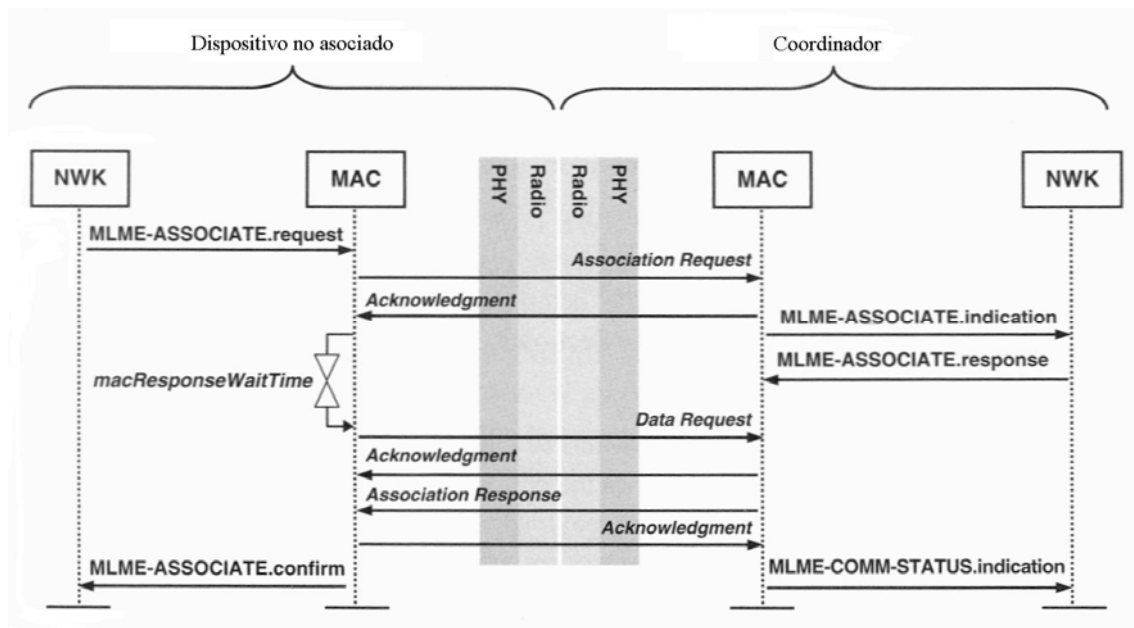 Dispositivo no asociado
Coordinador
NWK
MAC
PHY
Radio
Radio
PHY
MAC
NWK
MLME-ASSOCIATE.request
Association Request
Acknowledgment
MLME-ASSOCIATE.indication
MLME-ASSOCIATE.response
macResponseWaitTime
Data Request
Acknowledgment
Association Response
Acknowledgment
MLME-ASSOCIATE.confirm
MLME-COMM-STATUS.indication